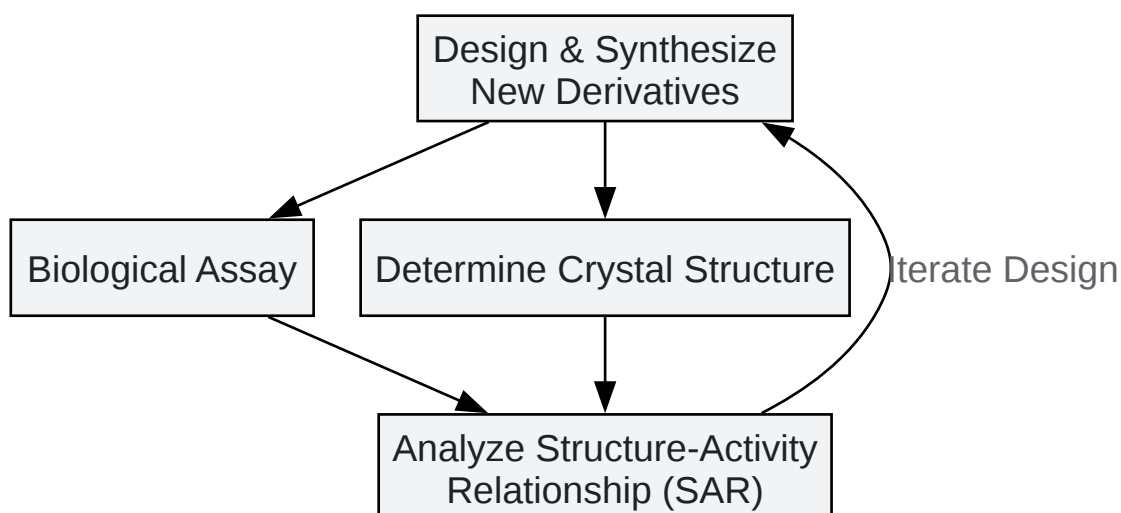 Design & Synthesize
New Derivatives
Biological Assay
Determine Crystal Structure
Iterate Design
Analyze Structure-Activity
Relationship (SAR)